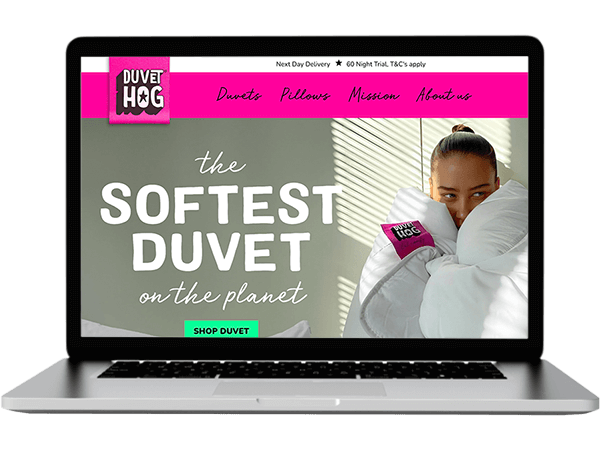 Next Day Delivery ★ 60 Night Trial, T&C's apply
DUVET
HOG
Duvets Pillows Mission About us
the
SOFTEST
DUVET
on the planet
DUVET
HOG
SHOP DUVET